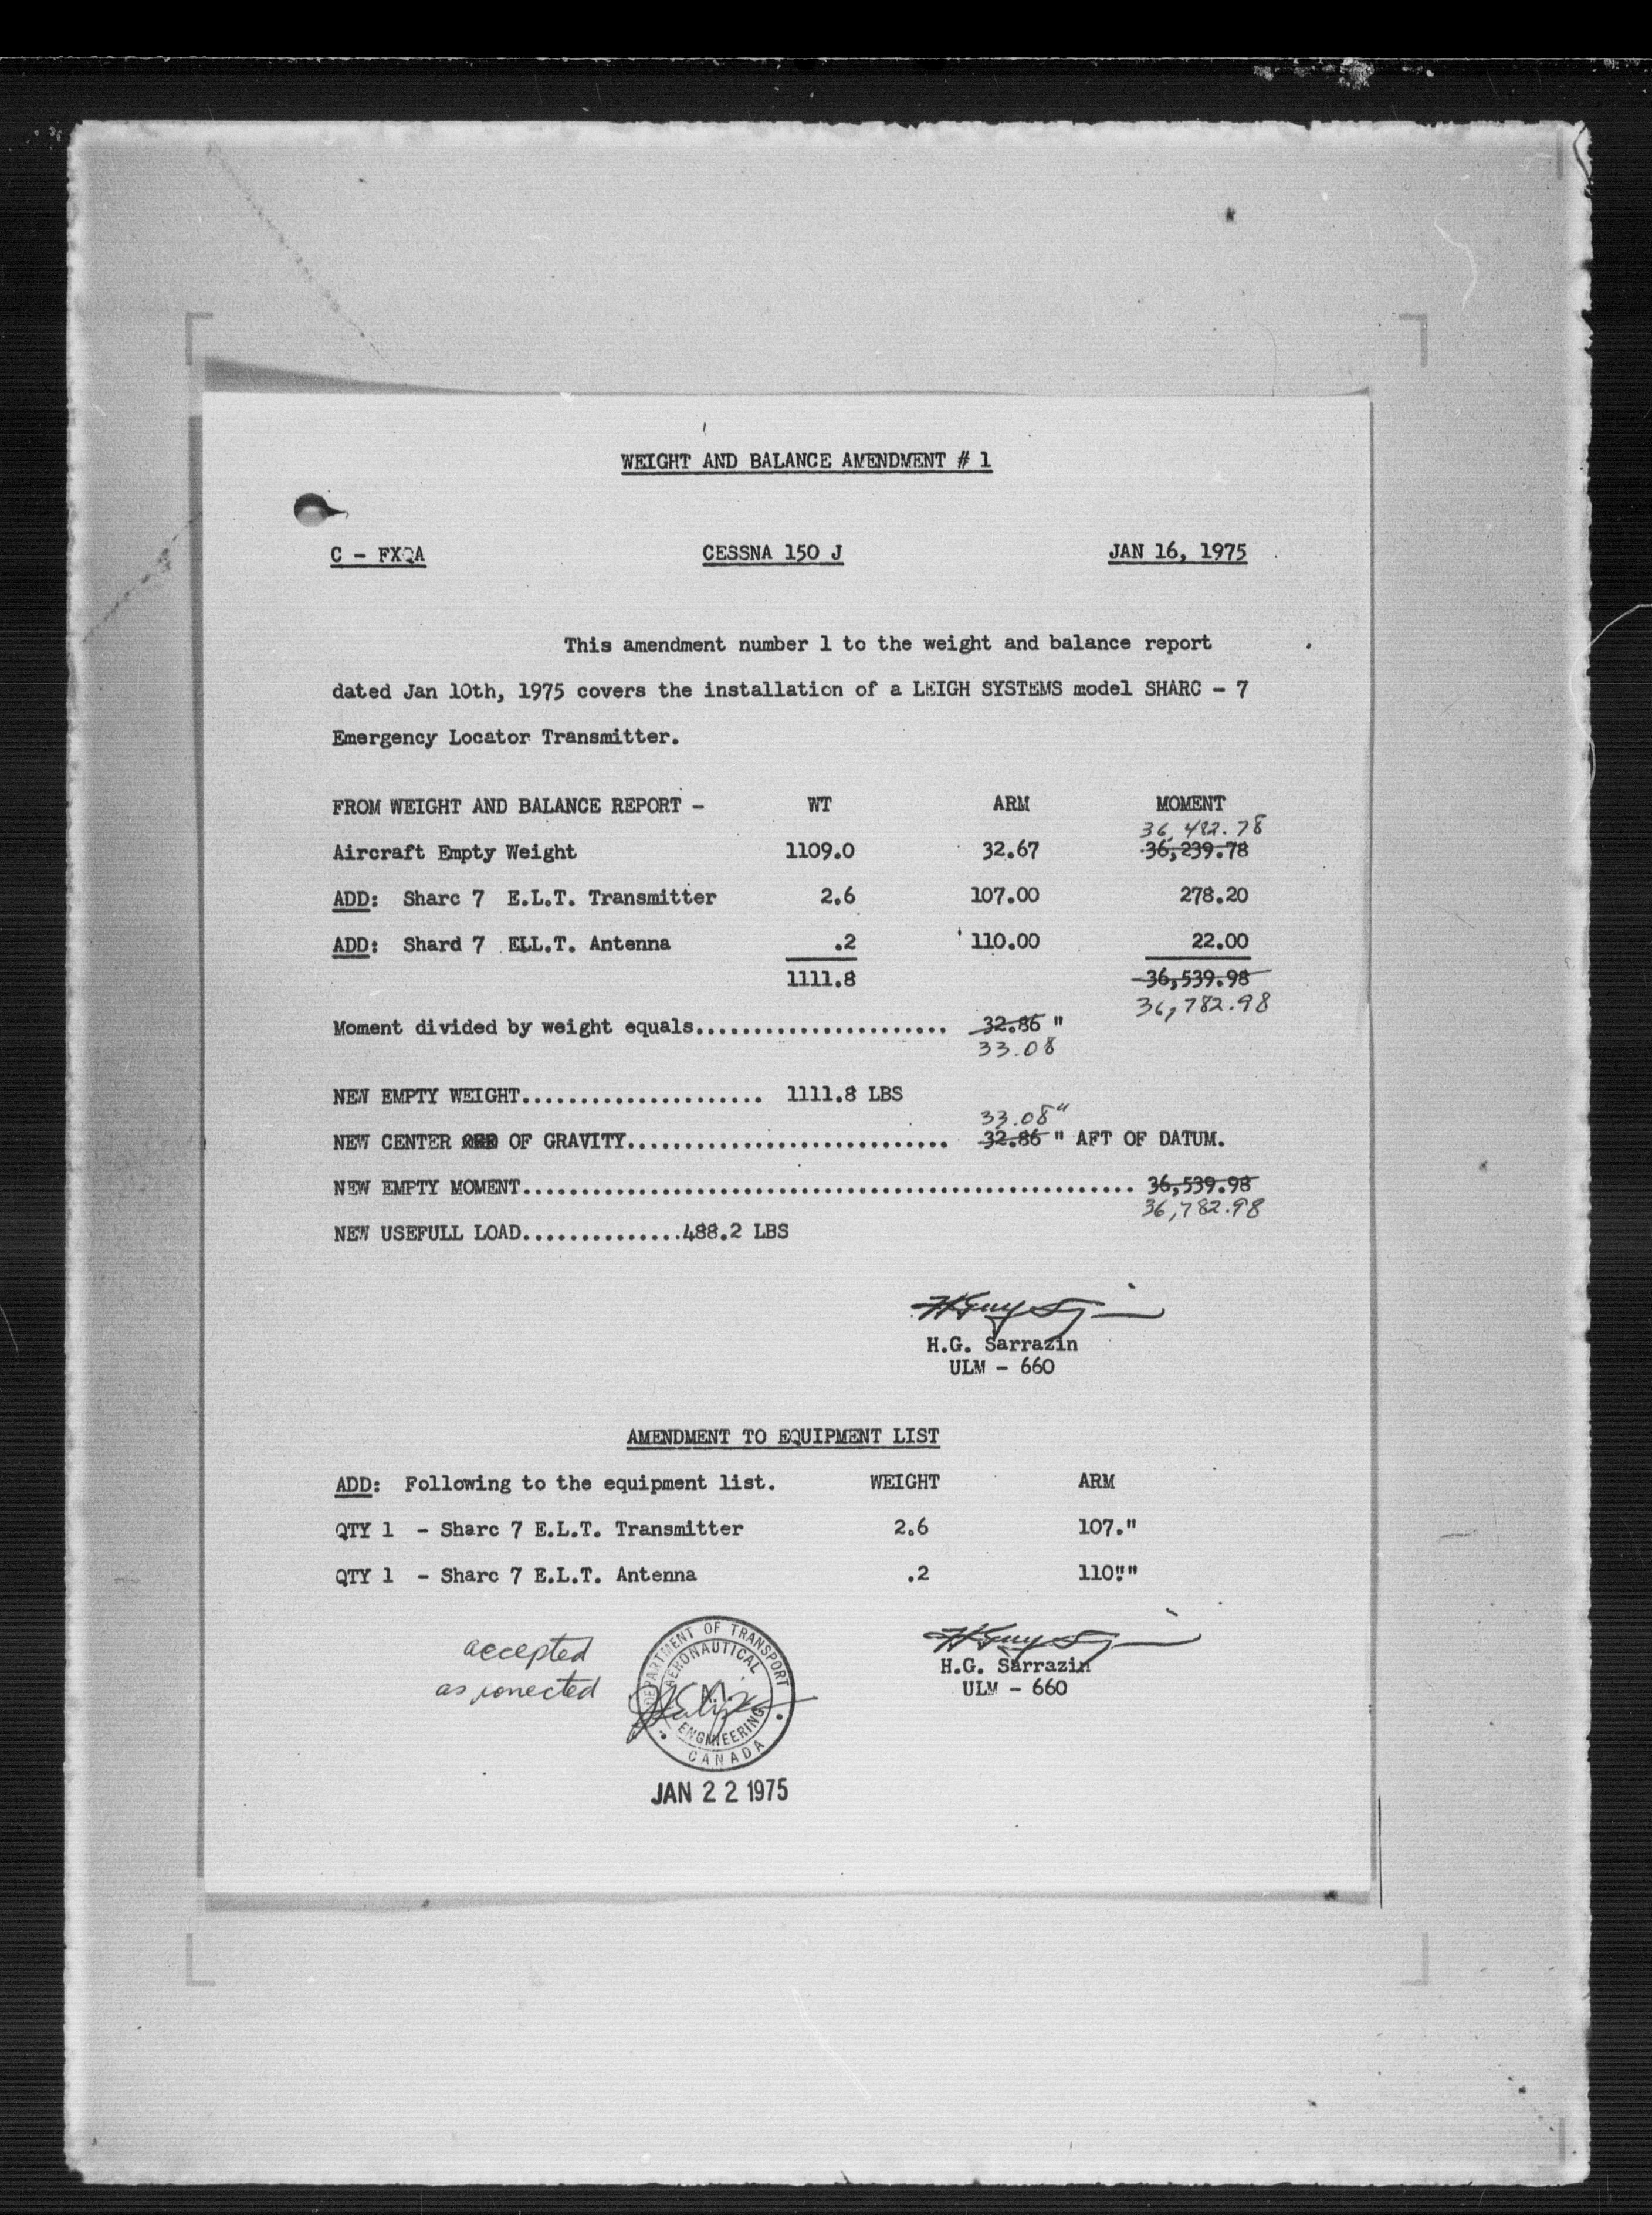 WEIGHT AND BALANCE AMENDMENT # 1
C - FXQA CESSNA 150 J JAN 16, 1975
This amendment number 1 to the weight and balance report
dated Jan 10th, 1975 covers the installation of a LEIGH SYSTEMS model SHARC - 7
Emergency Locator Transmitter.
FROM WEIGHT AND BALANCE REPORT - WT ARM MOMENT
36,482.78
Aircraft Empty Weight 1109.0 32.67 36,239.78
ADD: Sharc 7 E.L.T. Transmitter 2.6 107.00 278.20
ADD: Shard 7 ELL.T. Antenna .2 110.00 22.00
1111.8 36,539.98
36,782.98
Moment divided by weight equals...................... 32.86 "
33.08
NEW EMPTY WEIGHT..................... 1111.8 LBS
33.08"
NEW CENTER OF GRAVITY............................ 32.86 " AFT OF DATUM.
NEW EMPTY MOMENT..................................................... 36,539.98
36,782.98
NEW USEFULL LOAD..............488.2 LBS
H.G. Sarrazin
ULM - 660
AMENDMENT TO EQUIPMENT LIST
ADD: Following to the equipment list. WEIGHT ARM
QTY 1 - Sharc 7 E.L.T. Transmitter 2.6 107."
QTY 1 - Sharc 7 E.L.T. Antenna .2 110""
accepted
as corrected
DEPARTMENT OF TRANSPORT
AERONAUTICAL
ENGINEERING
CANADA
H.G. Sarrazin
ULM - 660
JAN 22 1975